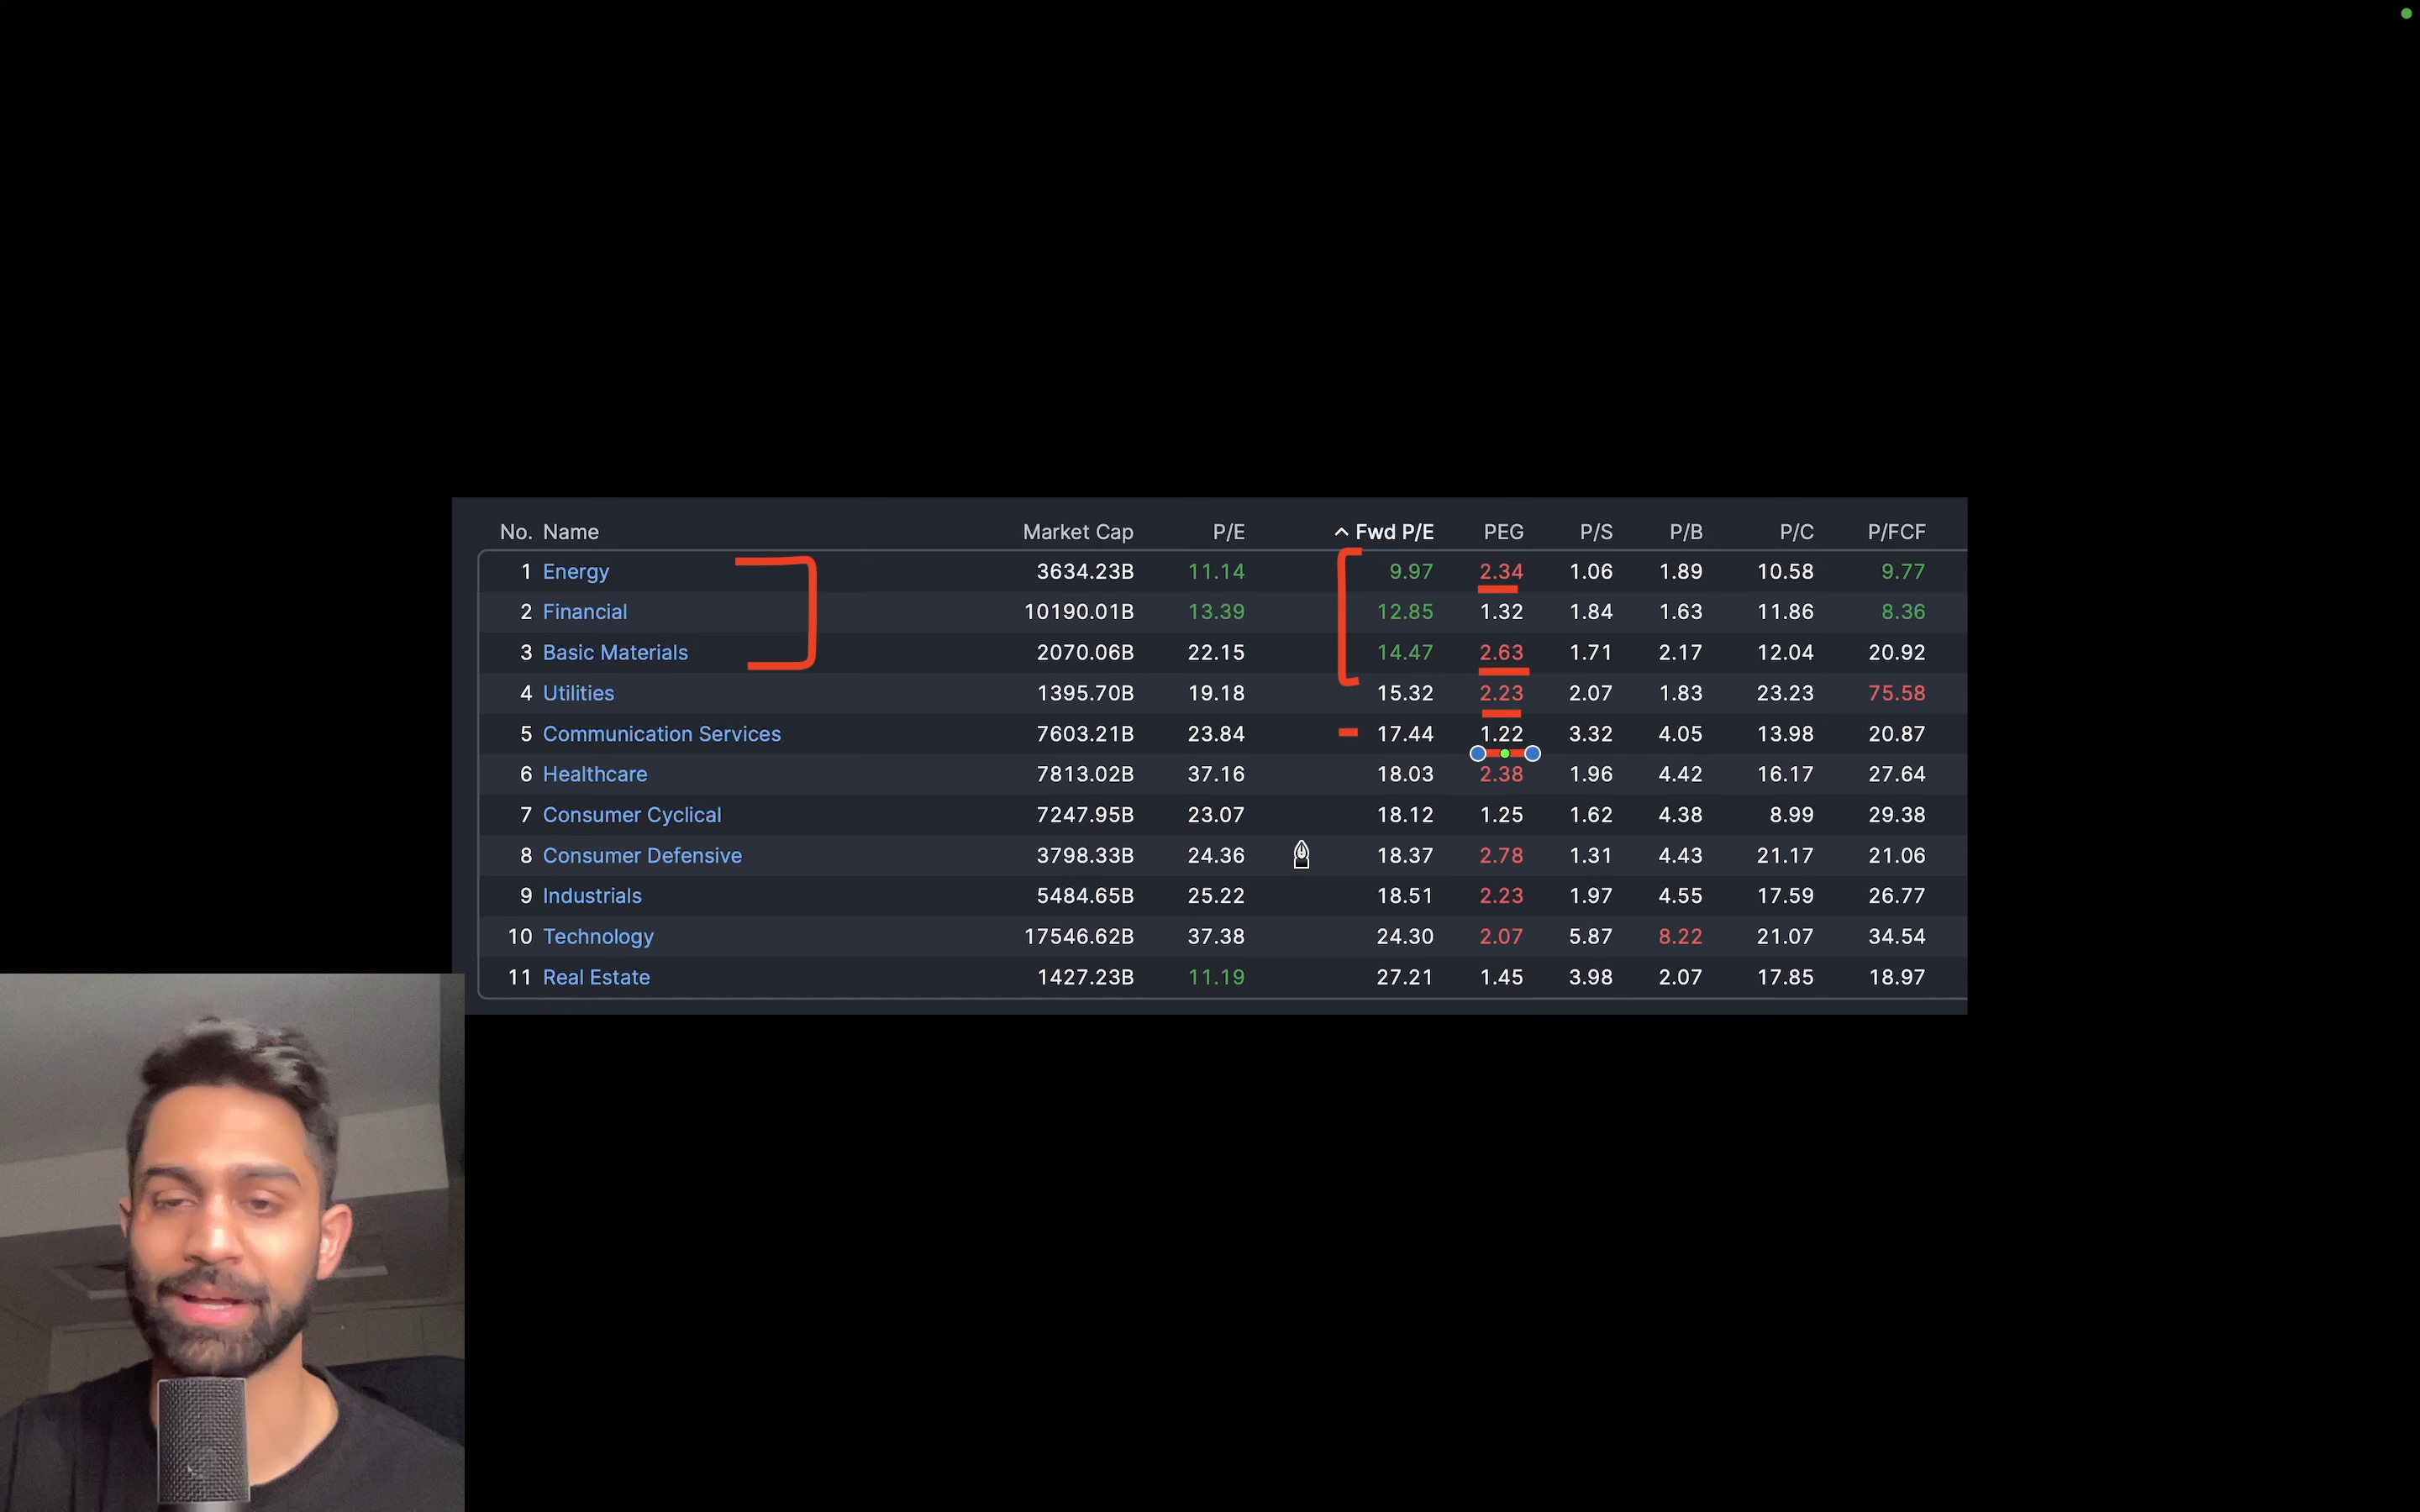 No. Name Market Cap P/E Fwd P/E PEG P/S P/B P/C P/FCF
1 Energy 3634.23B 11.14 9.97 2.34 1.06 1.89 10.58 9.77
2 Financial 10190.01B 13.39 12.85 1.32 1.84 1.63 11.86 8.36
3 Basic Materials 2070.06B 22.15 14.47 2.63 1.71 2.17 12.04 20.92
4 Utilities 1395.70B 19.18 15.32 2.23 2.07 1.83 23.23 75.58
5 Communication Services 7603.21B 23.84 17.44 1.22 3.32 4.05 13.98 20.87
6 Healthcare 7813.02B 37.16 18.03 2.38 1.96 4.42 16.17 27.64
7 Consumer Cyclical 7247.95B 23.07 18.12 1.25 1.62 4.38 8.99 29.38
8 Consumer Defensive 3798.33B 24.36 18.37 2.78 1.31 4.43 21.17 21.06
9 Industrials 5484.65B 25.22 18.51 2.23 1.97 4.55 17.59 26.77
10 Technology 17546.62B 37.38 24.30 2.07 5.87 8.22 21.07 34.54
11 Real Estate 1427.23B 11.19 27.21 1.45 3.98 2.07 17.85 18.97